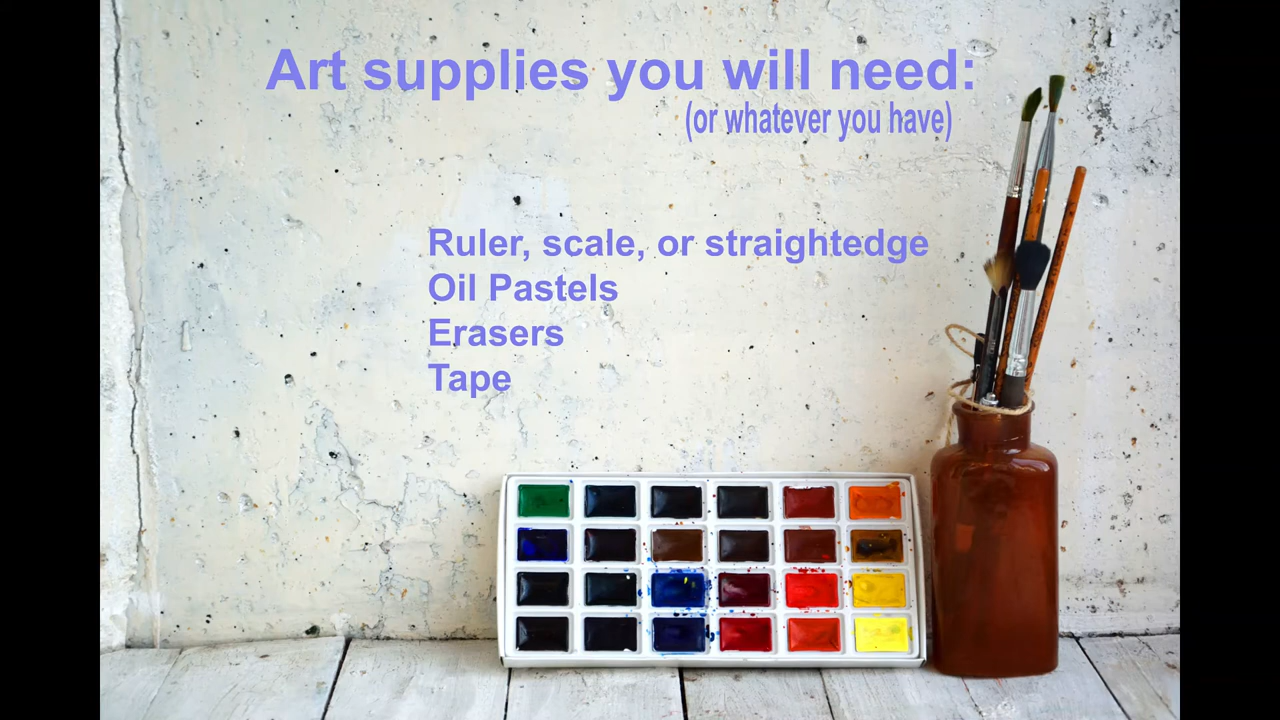 Art supplies you will need:
(or whatever you have)
Ruler, scale, or straightedge
Oil Pastels
Erasers
Tape